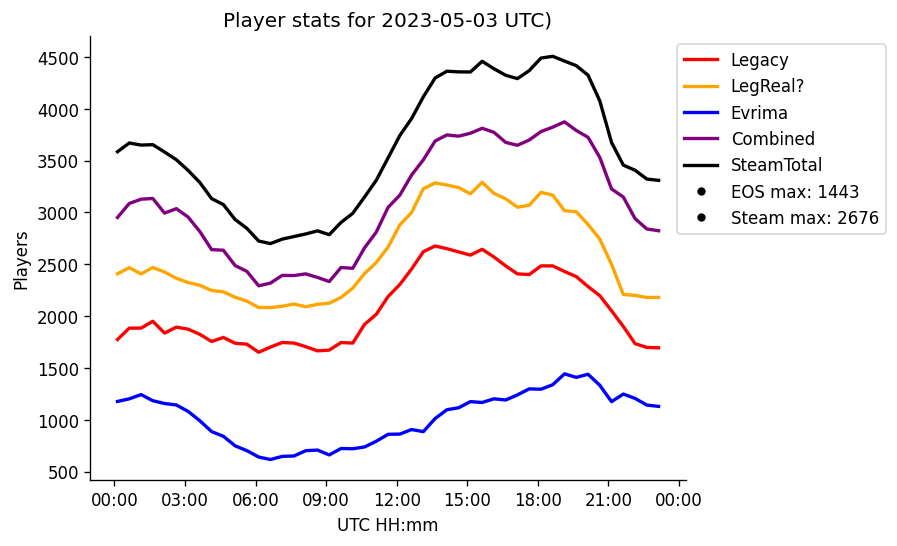 Player stats for 2023-05-03 UTC)
4500
4000
3500
3000
2500
2000
1500
1000
500
Players
00:00 03:00 06:00 09:00 12:00 15:00 18:00 21:00 00:00
UTC HH:mm
Legacy
LegReal?
Evrima
Combined
SteamTotal
EOS max: 1443
Steam max: 2676